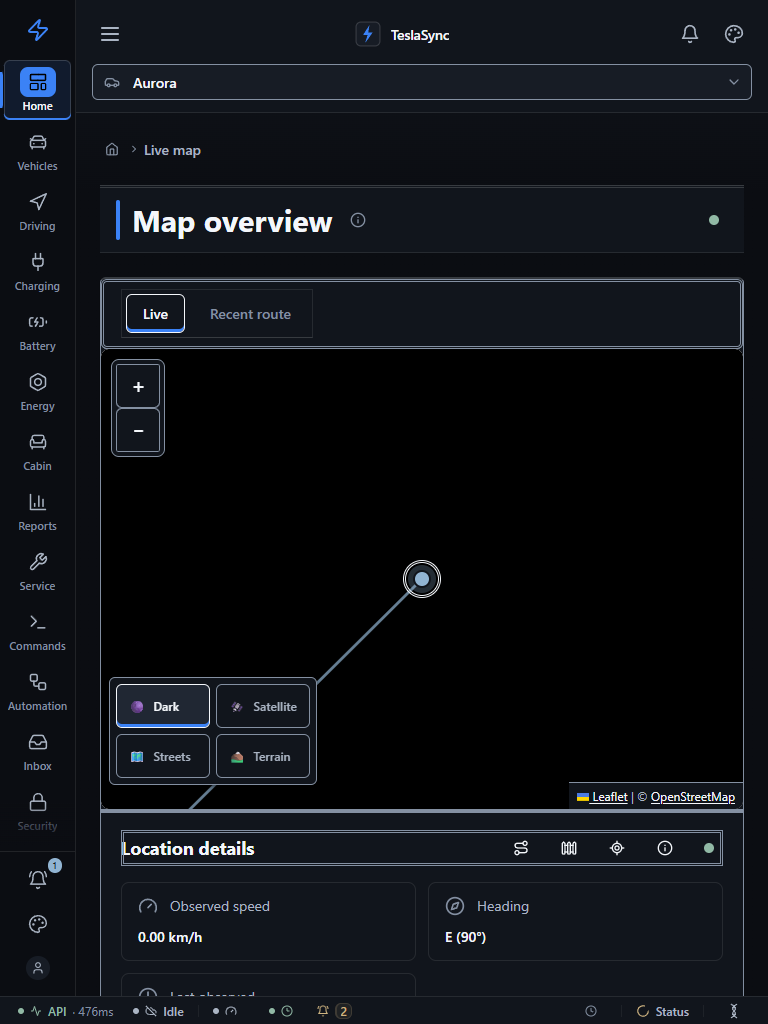 TeslaSync
Aurora
Home
Vehicles
Driving
Charging
Battery
Energy
Cabin
Reports
Service
Commands
Automation
Inbox
Security
1
Live map
Map overview
Live
Recent route
+
−
Dark
Satellite
Streets
Terrain
Leaflet | © OpenStreetMap
Location details
Observed speed
0.00 km/h
Heading
E (90°)
Last observed
API · 476ms
Idle
2
Status